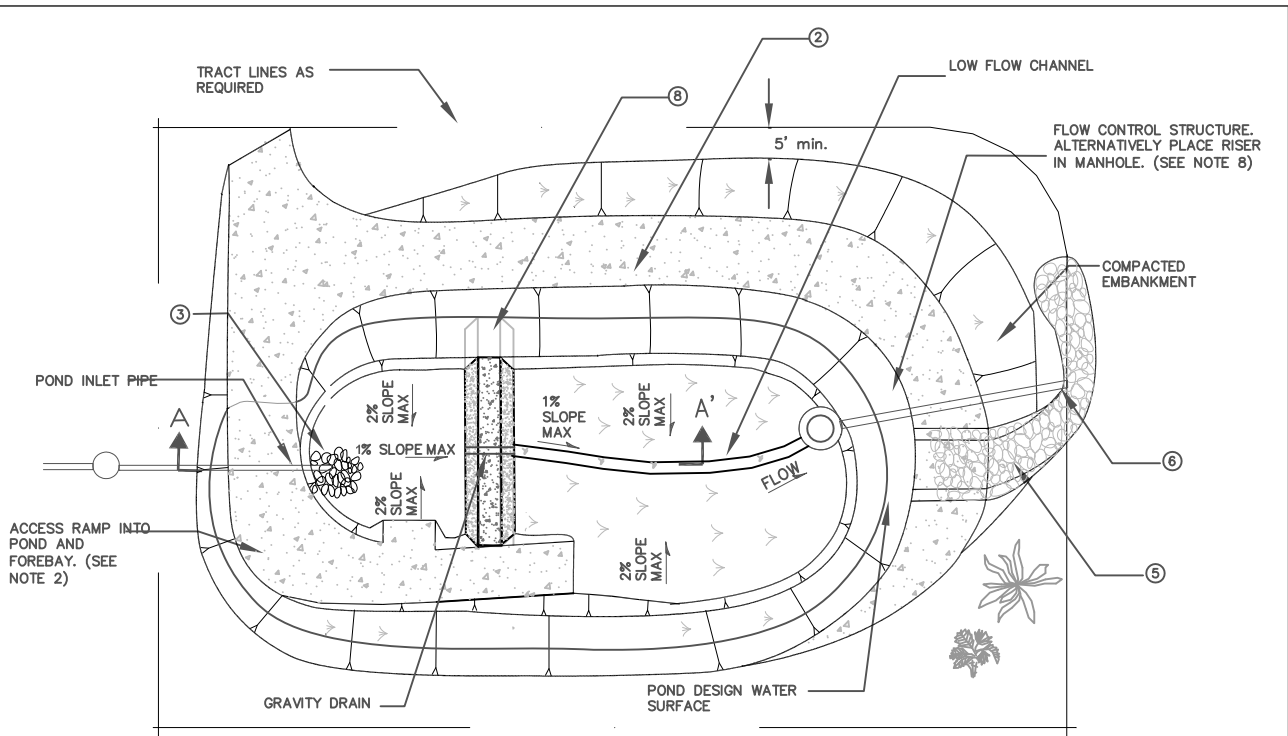 2
TRACT LINES AS
REQUIRED
LOW FLOW CHANNEL
8
FLOW CONTROL STRUCTURE.
ALTERNATIVELY PLACE RISER
IN MANHOLE. (SEE NOTE 8)
5' min.
COMPACTED
EMBANKMENT
3
POND INLET PIPE
A
2%
SLOPE
MAX
1%
SLOPE
MAX
2%
SLOPE
MAX
A'
1% SLOPE MAX
FLOW
6
2%
SLOPE
MAX
ACCESS RAMP INTO
POND AND
FOREBAY. (SEE
NOTE 2)
2%
SLOPE
MAX
5
GRAVITY DRAIN
POND DESIGN WATER
SURFACE